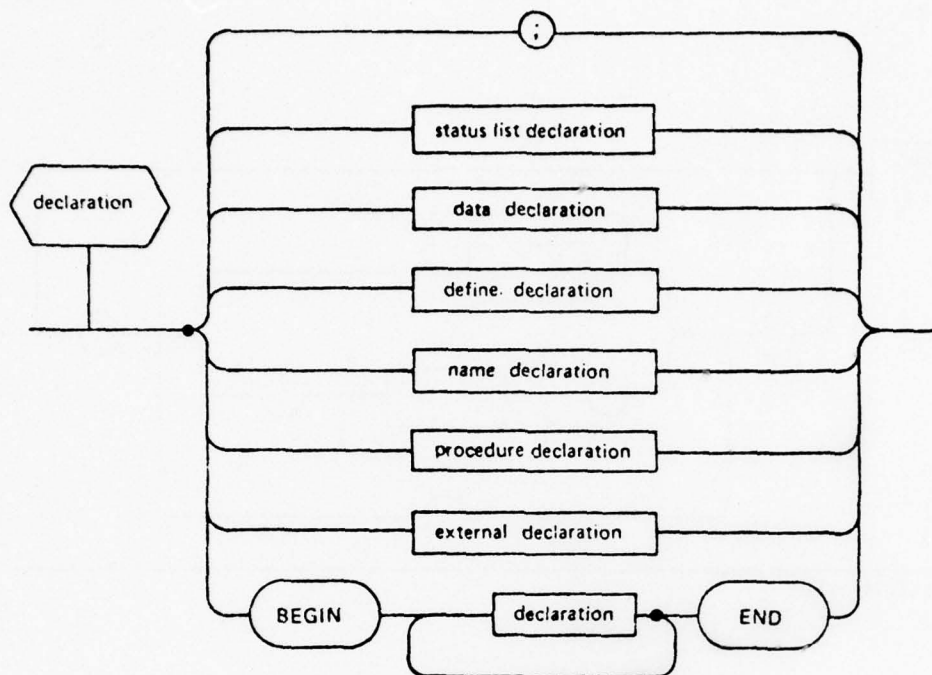 ;
status list declaration
declaration
data declaration
define. declaration
name declaration
procedure declaration
external declaration
BEGIN
declaration
END